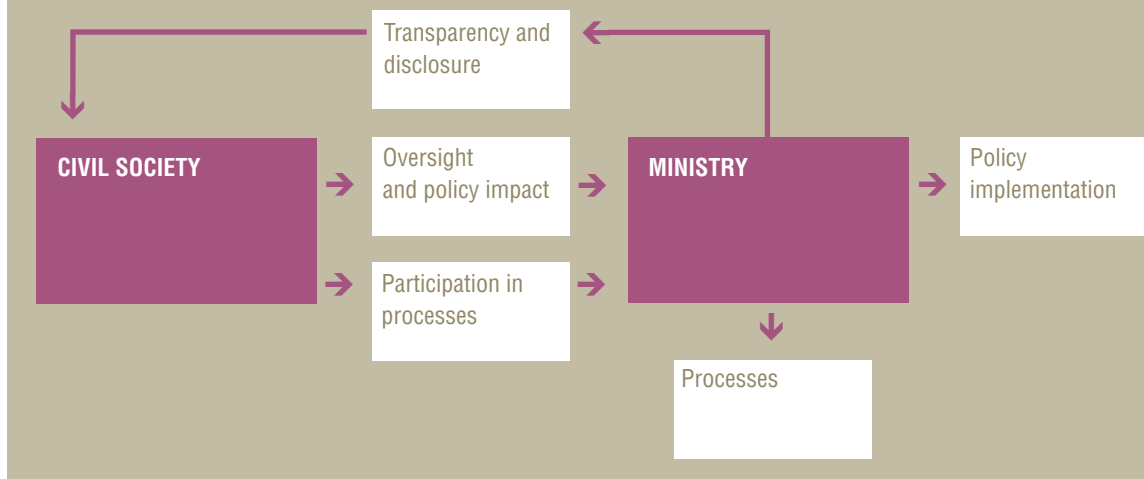 Transparency and
disclosure
CIVIL SOCIETY
Oversight
and policy impact
MINISTRY
Policy
implementation
Participation in
processes
Processes